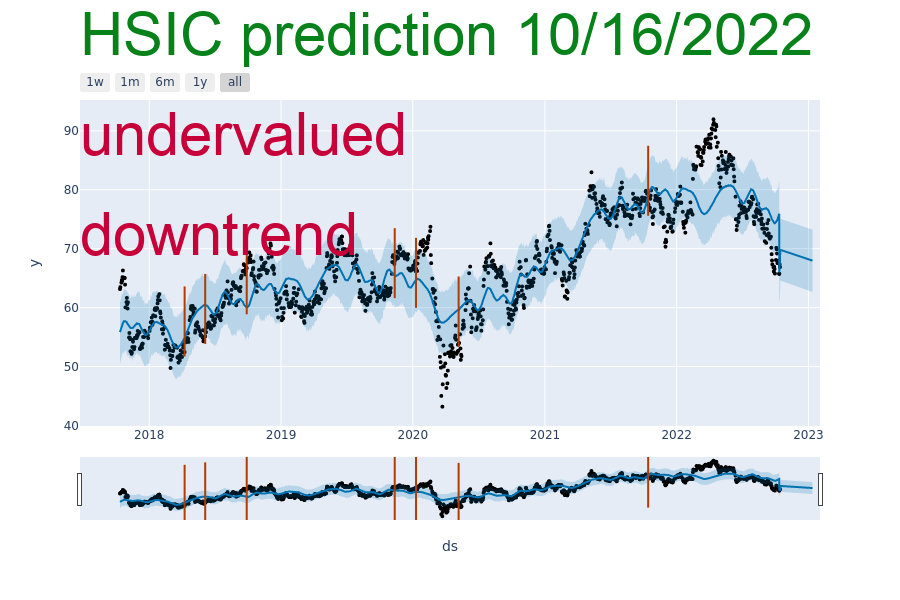 HSIC prediction 10/16/2022
1w 1m 6m 1y all
undervalued
downtrend
90
80
70
60
50
40
y
2018 2019 2020 2021 2022 2023
ds